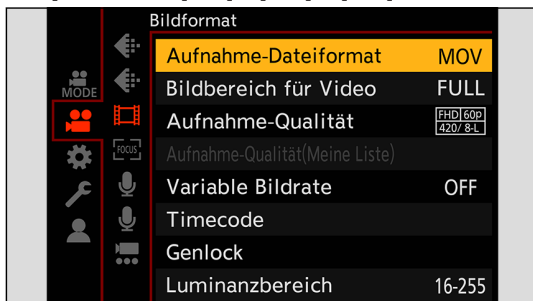 Bildformat
MODE
FOCUS
Aufnahme-Dateiformat MOV
Bildbereich für Video FULL
Aufnahme-Qualität FHD 60p 420/ 8-L
Aufnahme-Qualität(Meine Liste)
Variable Bildrate OFF
Timecode
Genlock
Luminanzbereich 16-255